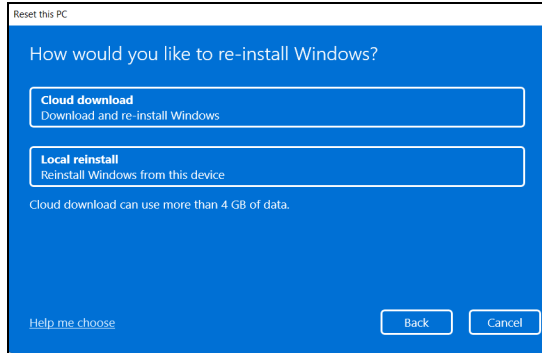 Reset this PC
How would you like to re-install Windows?
Cloud download
Download and re-install Windows
Local reinstall
Reinstall Windows from this device
Cloud download can use more than 4 GB of data.
Help me choose
Back
Cancel